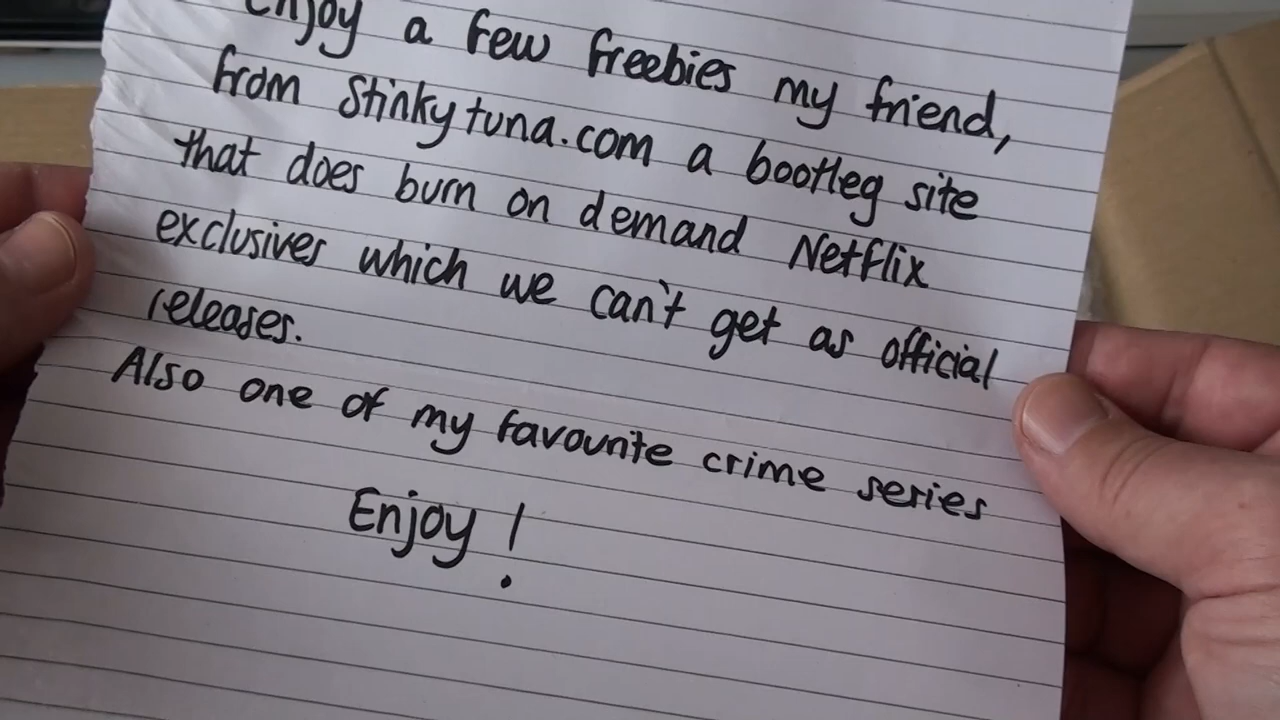 Enjoy a few freebies my friend,
from Stinkytuna.com a bootleg site
that does burn on demand Netflix
exclusives which we can't get as official
releases.
Also one of my favourite crime series
Enjoy!